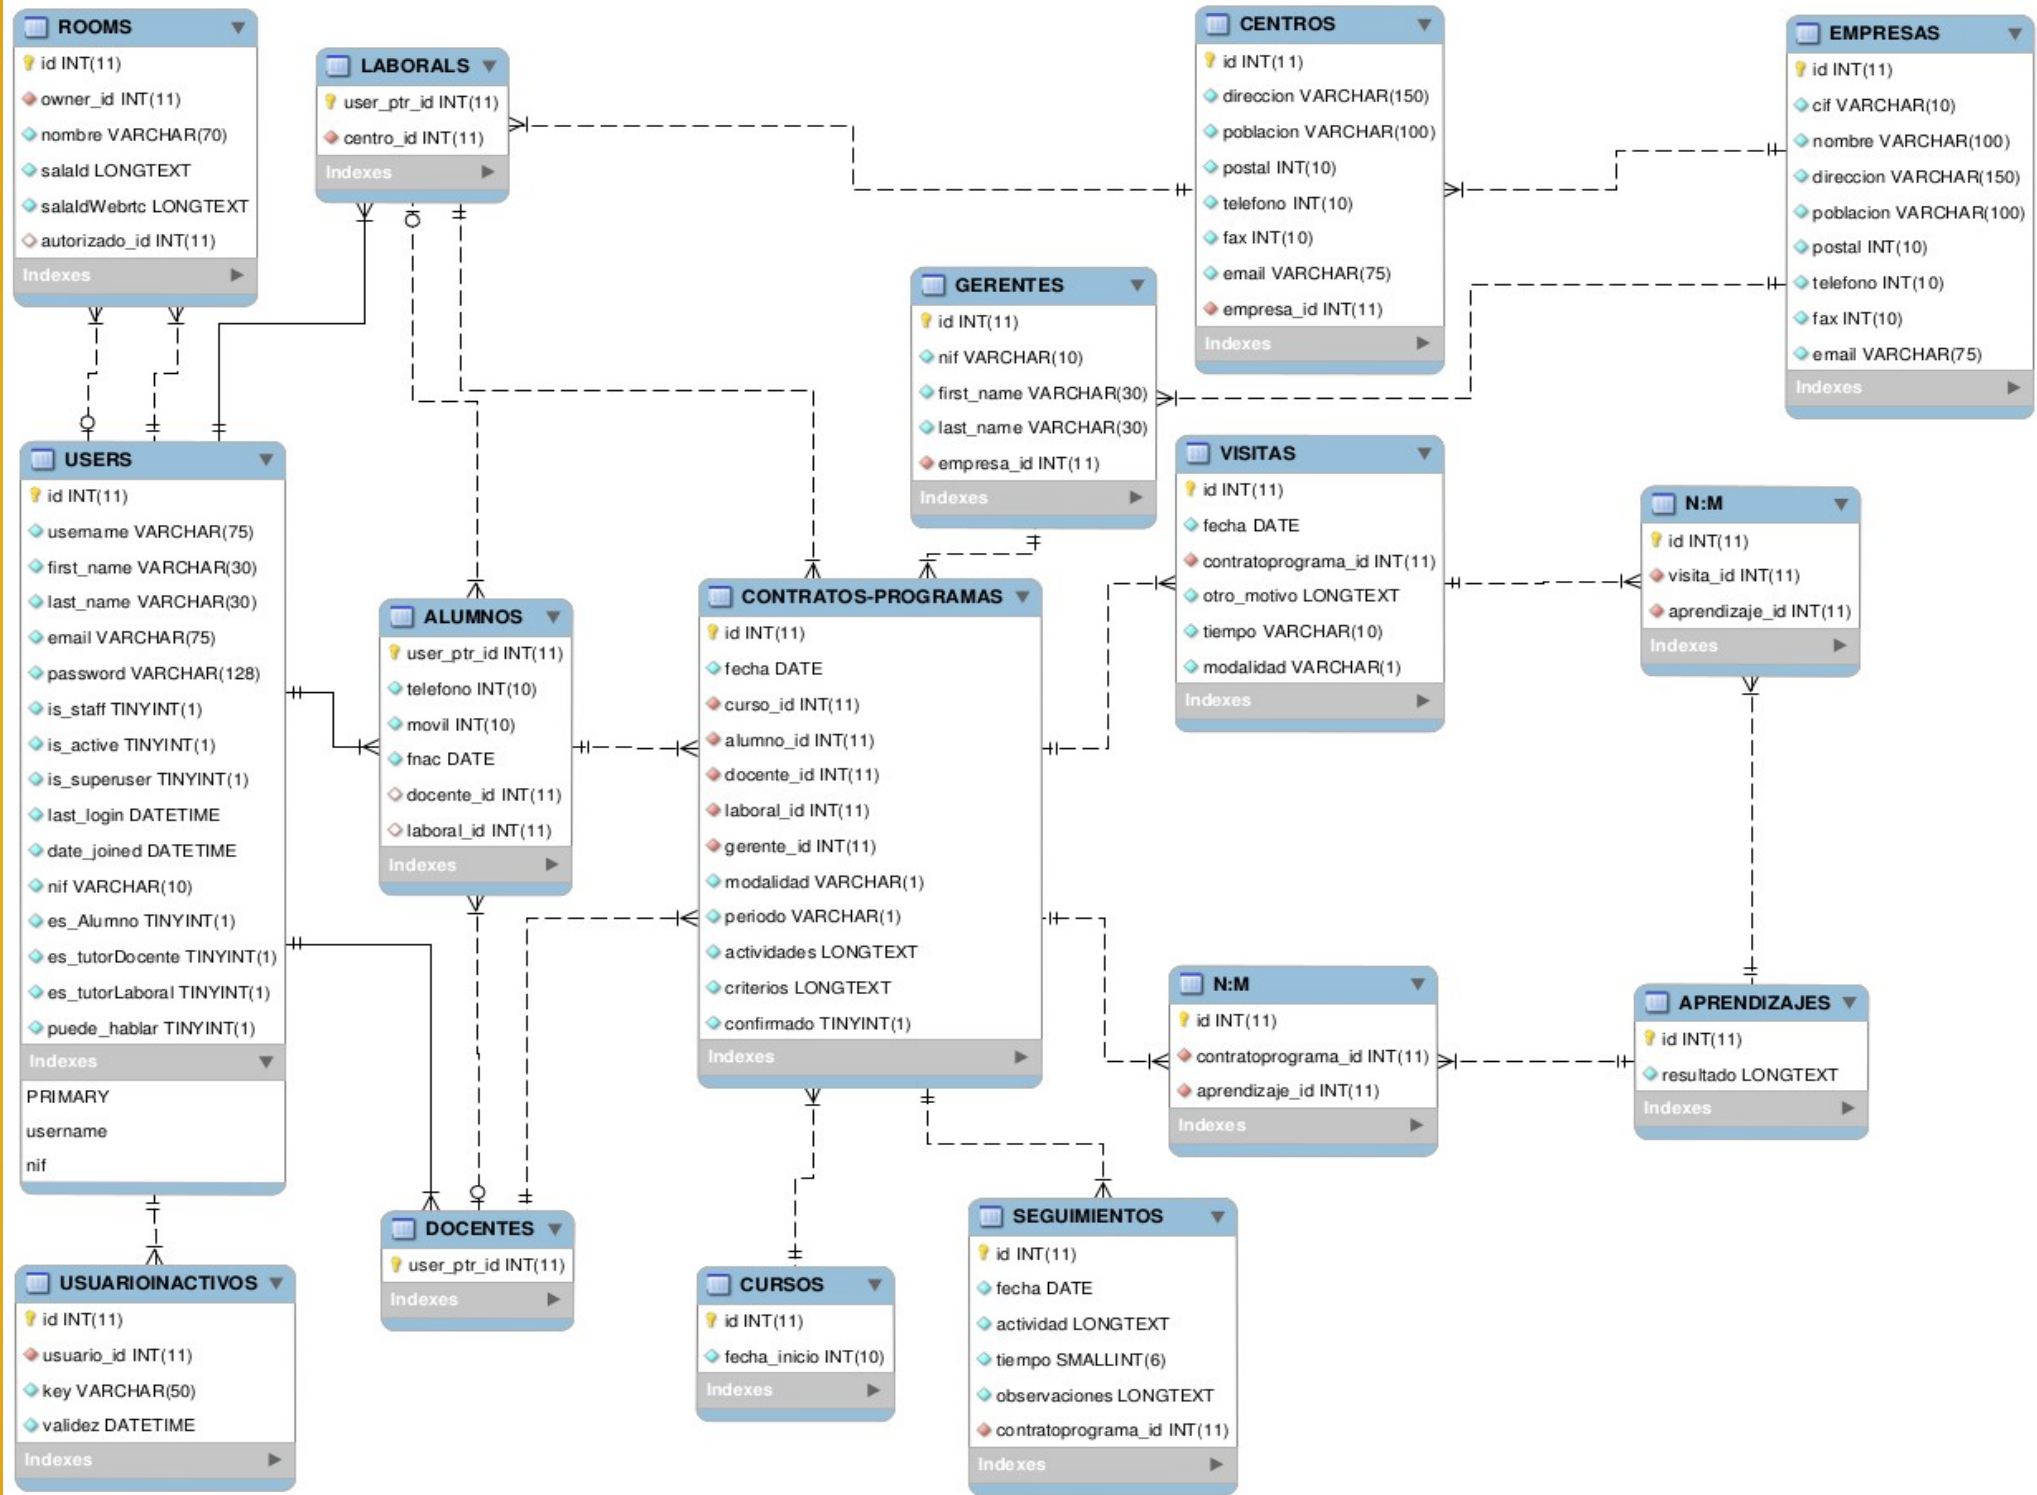 ROOMS
id INT(11)
owner_id INT(11)
nombre VARCHAR(70)
salaId LONGTEXT
salaIdWebrtc LONGTEXT
autorizado_id INT(11)
Indexes
LABORALS
user_ptr_id INT(11)
centro_id INT(11)
Indexes
CENTROS
id INT(11)
direccion VARCHAR(150)
poblacion VARCHAR(100)
postal INT(10)
telefono INT(10)
fax INT(10)
email VARCHAR(75)
empresa_id INT(11)
Indexes
EMPRESAS
id INT(11)
cif VARCHAR(10)
nombre VARCHAR(100)
direccion VARCHAR(150)
poblacion VARCHAR(100)
postal INT(10)
telefono INT(10)
fax INT(10)
email VARCHAR(75)
Indexes
GERENTES
id INT(11)
nif VARCHAR(10)
first_name VARCHAR(30)
last_name VARCHAR(30)
empresa_id INT(11)
Indexes
USERS
id INT(11)
username VARCHAR(75)
first_name VARCHAR(30)
last_name VARCHAR(30)
email VARCHAR(75)
password VARCHAR(128)
is_staff TINYINT(1)
is_active TINYINT(1)
is_superuser TINYINT(1)
last_login DATETIME
date_joined DATETIME
nif VARCHAR(10)
es_Alumno TINYINT(1)
es_tutorDocente TINYINT(1)
es_tutorLaboral TINYINT(1)
puede_hablar TINYINT(1)
Indexes
PRIMARY
username
nif
ALUMNOS
user_ptr_id INT(11)
telefono INT(10)
movil INT(10)
fnac DATE
docente_id INT(11)
laboral_id INT(11)
Indexes
CONTRATOS-PROGRAMAS
id INT(11)
fecha DATE
curso_id INT(11)
alumno_id INT(11)
docente_id INT(11)
laboral_id INT(11)
gerente_id INT(11)
modalidad VARCHAR(1)
periodo VARCHAR(1)
actividades LONGTEXT
criterios LONGTEXT
confirmado TINYINT(1)
Indexes
VISITAS
id INT(11)
fecha DATE
contratoprograma_id INT(11)
otro_motivo LONGTEXT
tiempo VARCHAR(10)
modalidad VARCHAR(1)
Indexes
N:M
id INT(11)
visita_id INT(11)
aprendizaje_id INT(11)
Indexes
N:M
id INT(11)
contratoprograma_id INT(11)
aprendizaje_id INT(11)
Indexes
APRENDIZAJES
id INT(11)
resultado LONGTEXT
Indexes
USUARIOINACTIVOS
id INT(11)
usuario_id INT(11)
key VARCHAR(50)
validez DATETIME
Indexes
DOCENTES
user_ptr_id INT(11)
Indexes
CURSOS
id INT(11)
fecha_inicio INT(10)
Indexes
SEGUIMIENTOS
id INT(11)
fecha DATE
actividad LONGTEXT
tiempo SMALLINT(6)
observaciones LONGTEXT
contratoprograma_id INT(11)
Indexes